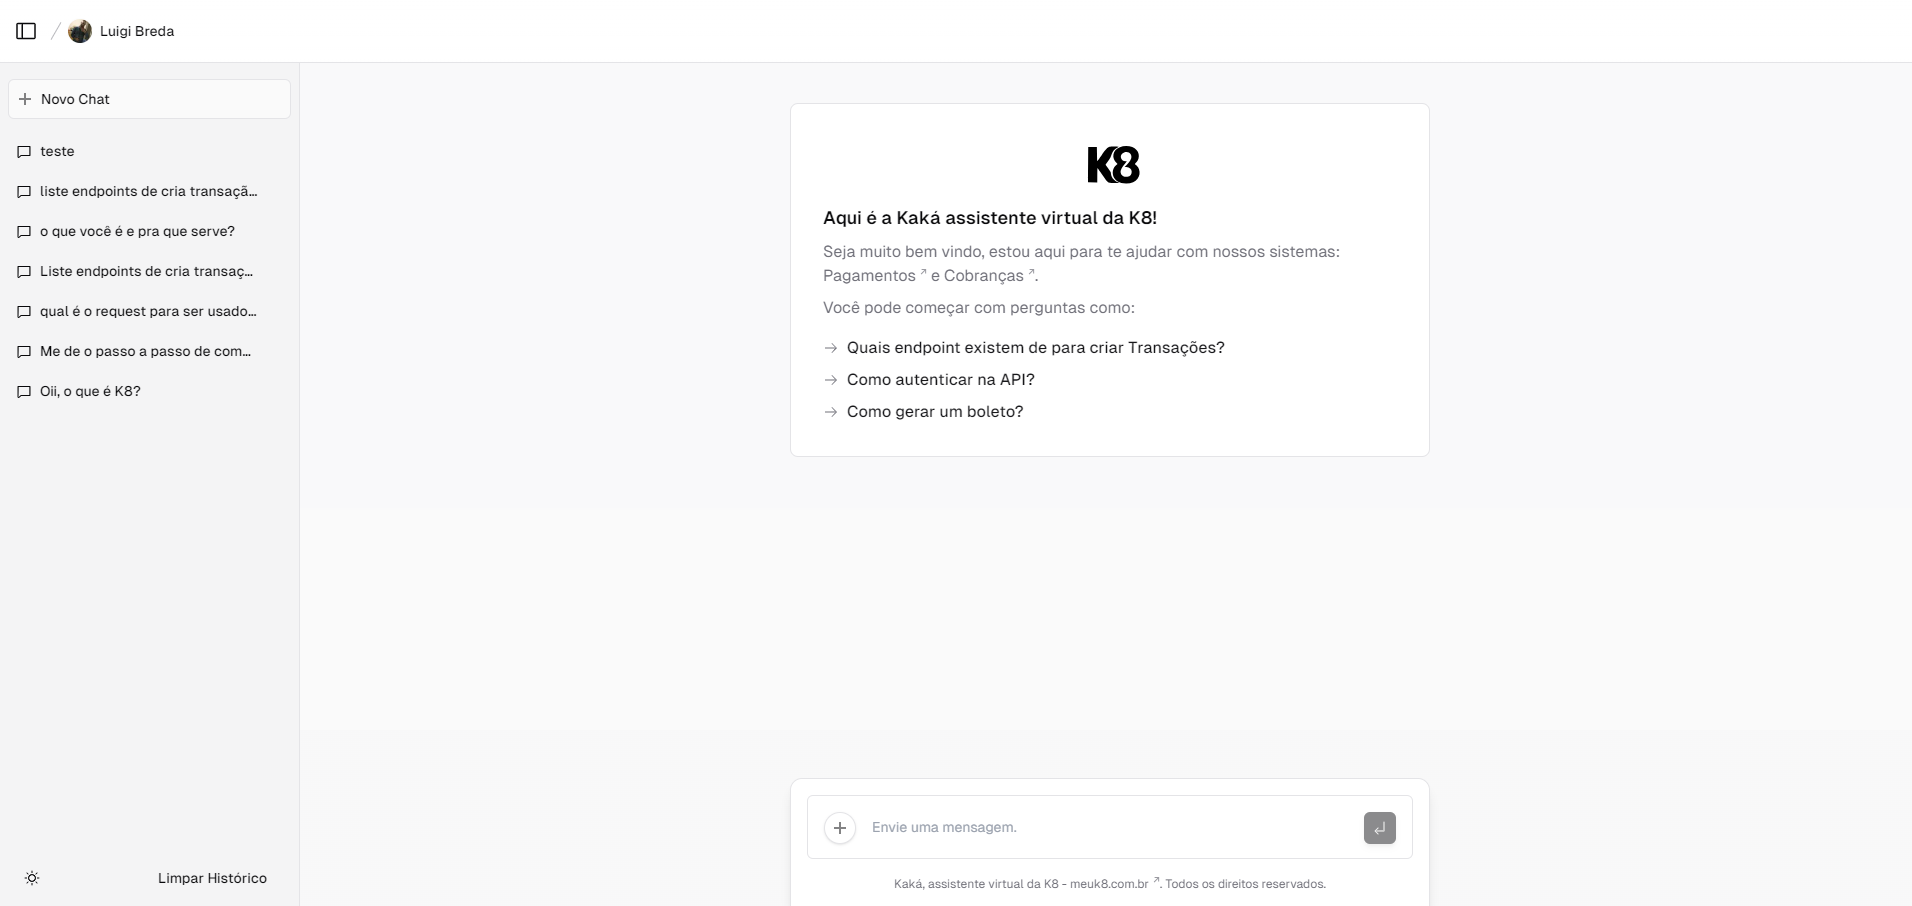 Luigi Breda
Novo Chat
teste
liste endpoints de cria transaçã...
o que você é e pra que serve?
Liste endpoints de cria transaç...
qual é o request para ser usado...
Me de o passo a passo de com...
Oii, o que é K8?
Limpar Histórico
K8
Aqui é a Kaká assistente virtual da K8!
Seja muito bem vindo, estou aqui para te ajudar com nossos sistemas:
Pagamentos ↗ e Cobranças ↗.
Você pode começar com perguntas como:
→ Quais endpoint existem de para criar Transações?
→ Como autenticar na API?
→ Como gerar um boleto?
Envie uma mensagem.
Kaká, assistente virtual da K8 - meuk8.com.br ↗. Todos os direitos reservados.